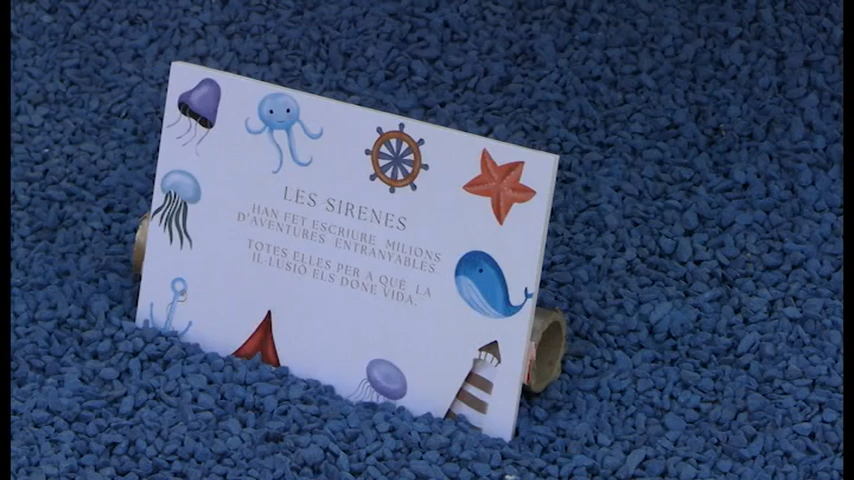 LES SIRENES
HAN FET ESCRIURE MILIONS
D'AVENTURES ENTRANYABLES
TOTES ELLES PER A QUÈ LA
IL·LUSIÓ ELS DONE VIDA.